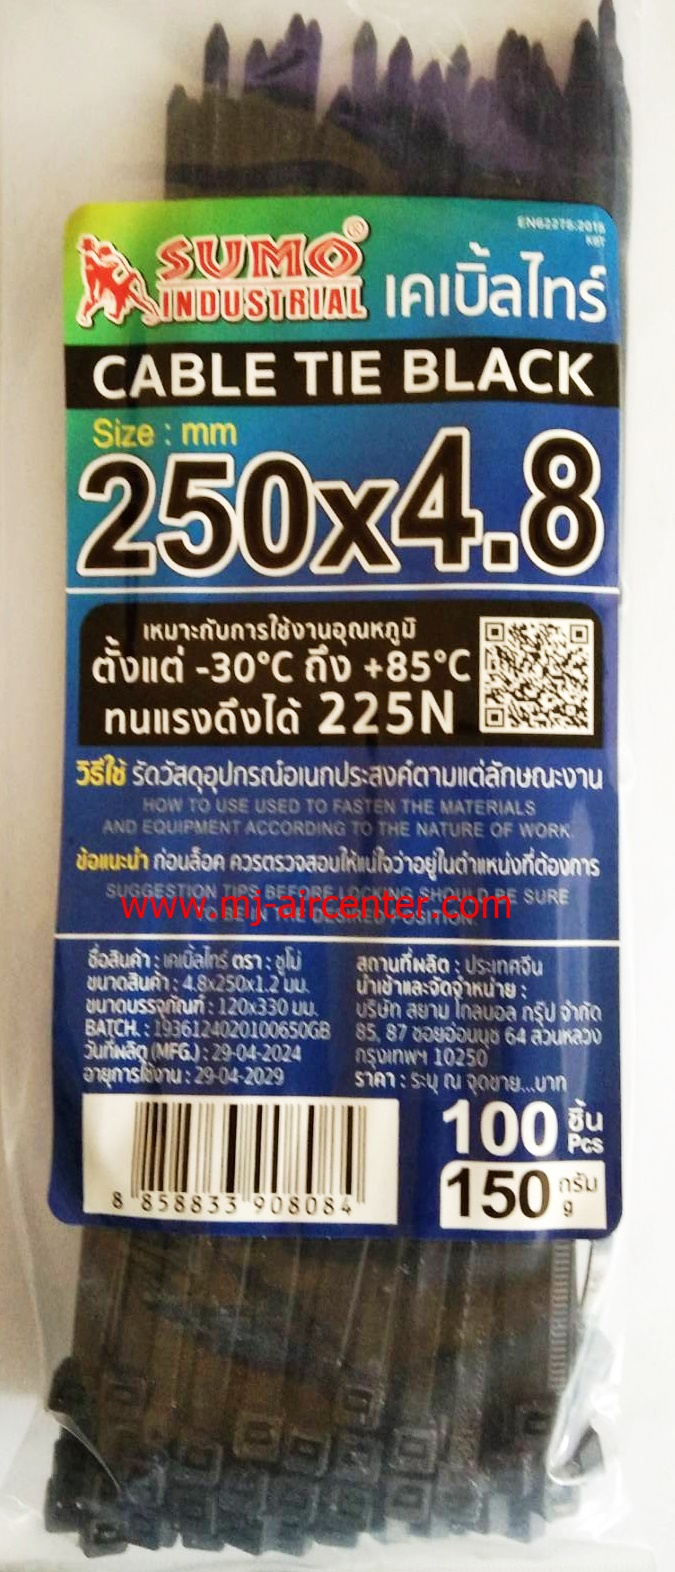 EN62275:2015
KBT
SUMO®
INDUSTRIAL
เคเบิ้ลไทร์
CABLE TIE BLACK
Size : mm
250x4.8
เหมาะกับการใช้งานอุณหภูมิ
ตั้งแต่ -30°C ถึง +85°C
ทนแรงดึงได้ 225N
วิธีใช้ รัดวัสดุอุปกรณ์อเนกประสงค์ตามแต่ลักษณะงาน
HOW TO USE USED TO FASTEN THE MATERIALS
AND EQUIPMENT ACCORDING TO THE NATURE OF WORK.
ข้อแนะนำ ก่อนล็อค ควรตรวจสอบให้แน่ใจว่าอยู่ในตำแหน่งที่ต้องการ
SUGGESTION TIPS BEFORE LOCKING SHOULD BE SURE
www.mj-aircenter.com
TO BE IN THE DESIRED POSITION.
ชื่อสินค้า : เคเบิ้ลไทร์ ตรา : ซูโม่
ขนาดสินค้า : 4.8x250x1.2 มม.
ขนาดบรรจุภัณฑ์ : 120x330 มม.
BATCH. : 1936124020100650GB
วันที่ผลิต (MFG.) : 29-04-2024
อายุการใช้งาน : 29-04-2029
สถานที่ผลิต : ประเทศจีน
นำเข้าและจัดจำหน่าย :
บริษัท สยาม โกลบอล กรุ๊ป จำกัด
85, 87 ซอยอ่อนนุช 64 สวนหลวง
กรุงเทพฯ 10250
ราคา : ระบุ ณ จุดขาย...บาท
8 858833 908084
100 ชิ้น Pcs
150 กรัม g